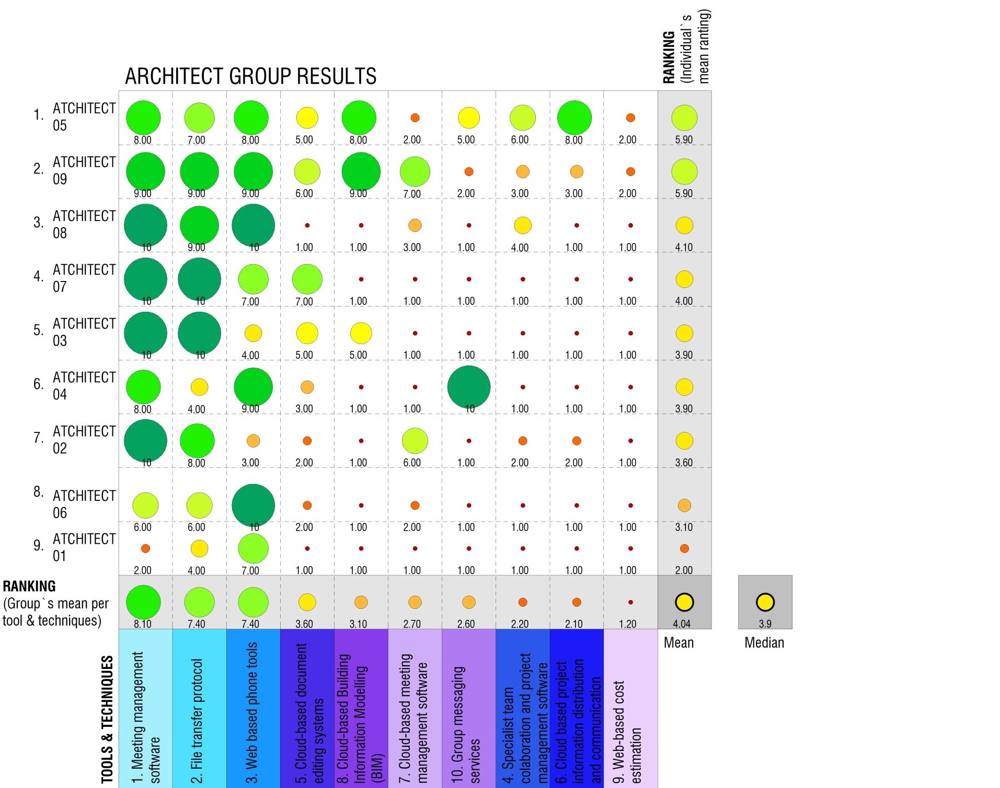 RANKING
(Individual`s
mean ranting)
ARCHITECT GROUP RESULTS
1. ATCHITECT
05
8.00 7.00 8.00 5.00 8.00 2.00 5.00 6.00 8.00 2.00 5.90
2. ATCHITECT
09
9.00 9.00 9.00 6.00 9.00 7.00 2.00 3.00 3.00 2.00 5.90
3. ATCHITECT
08
10 9.00 10 1.00 1.00 3.00 1.00 4.00 1.00 1.00 4.10
4. ATCHITECT
07
10 10 7.00 7.00 1.00 1.00 1.00 1.00 1.00 1.00 4.00
5. ATCHITECT
03
10 10 4.00 5.00 5.00 1.00 1.00 1.00 1.00 1.00 3.90
6. ATCHITECT
04
8.00 4.00 9.00 3.00 1.00 1.00 10 1.00 1.00 1.00 3.90
7. ATCHITECT
02
10 8.00 3.00 2.00 1.00 6.00 1.00 2.00 2.00 1.00 3.60
8. ATCHITECT
06
6.00 6.00 10 2.00 1.00 2.00 1.00 1.00 1.00 1.00 3.10
9. ATCHITECT
01
2.00 4.00 7.00 1.00 1.00 1.00 1.00 1.00 1.00 1.00 2.00
RANKING
(Group`s mean per
tool & techniques)
8.10 7.40 7.40 3.60 3.10 2.70 2.60 2.20 2.10 1.20 4.04 3.9
Mean Median
TOOLS & TECHNIQUES
1. Meeting management
software
2. File transfer protocol
3. Web based phone tools
5. Cloud-based document
editing systems
8. Cloud-based Building
Information Modelling
(BIM)
7. Cloud-based meeting
management software
10. Group messaging
services
4. Specialist team
colaboration and project
management software
6. Cloud based project
information distribution
and communication
9. Web-based cost
estimation